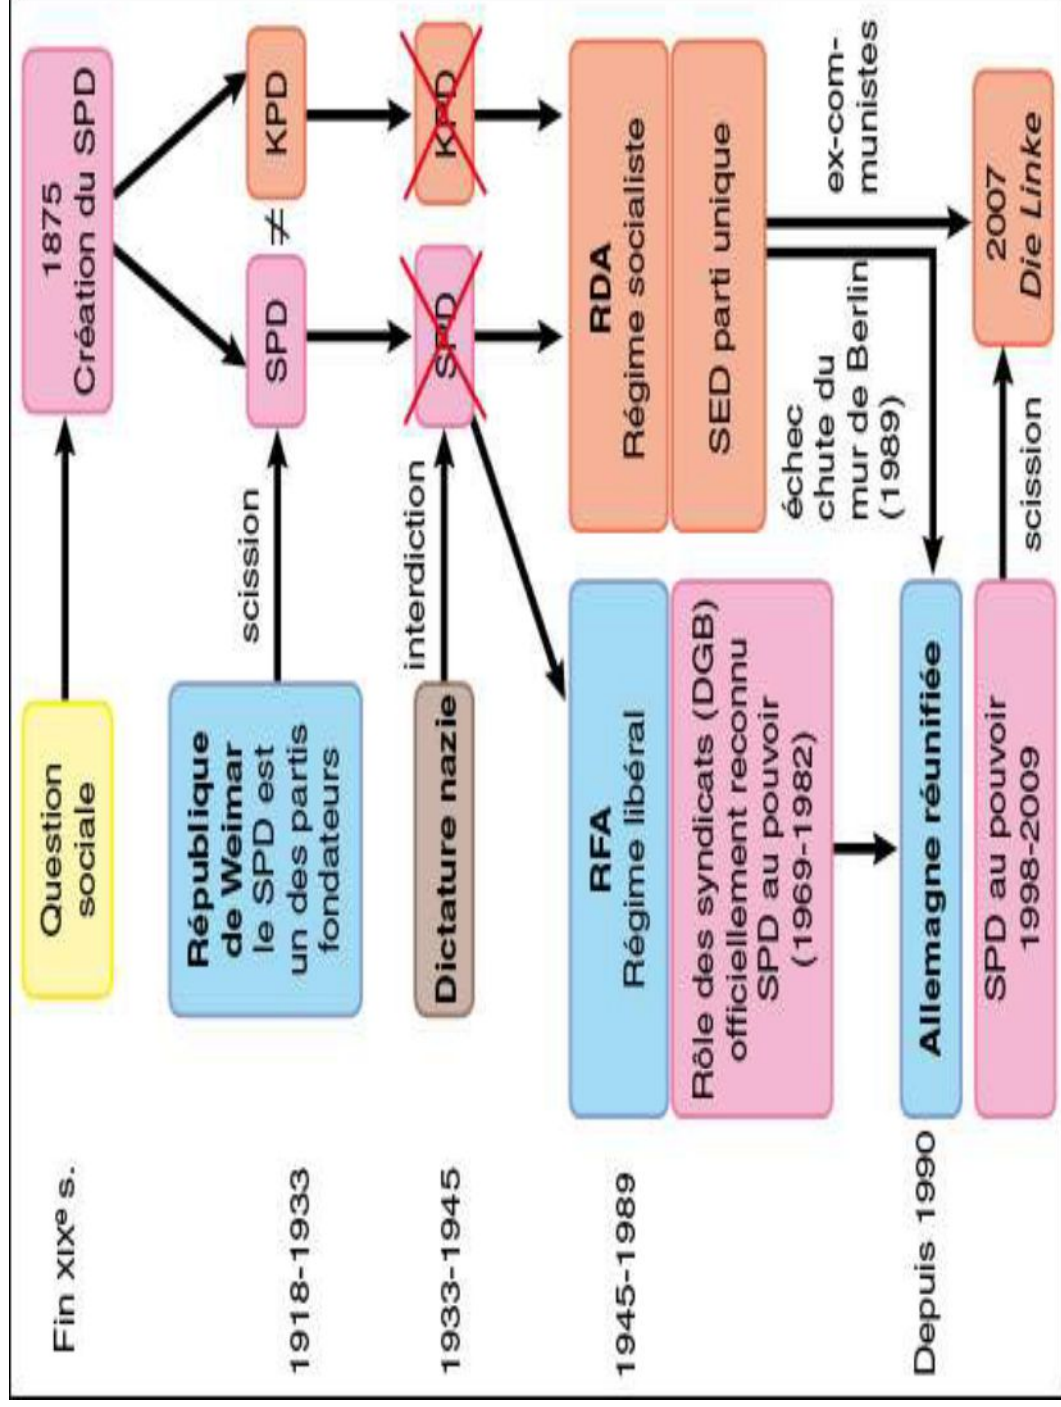 Fin XIXᵉ s.
Question
sociale
1875
Création du SPD
1918-1933
République
de Weimar
le SPD est
un des partis
fondateurs
scission
SPD
≠
KPD
1933-1945
Dictature nazie
interdiction
SPD
KPD
1945-1989
RFA
Régime libéral
Rôle des syndicats (DGB)
officiellement reconnu
SPD au pouvoir
(1969-1982)
RDA
Régime socialiste
SED parti unique
échec
chute du
mur de Berlin
(1989)
ex-com-
munistes
Depuis 1990
Allemagne réunifiée
SPD au pouvoir
1998-2009
scission
2007
Die Linke